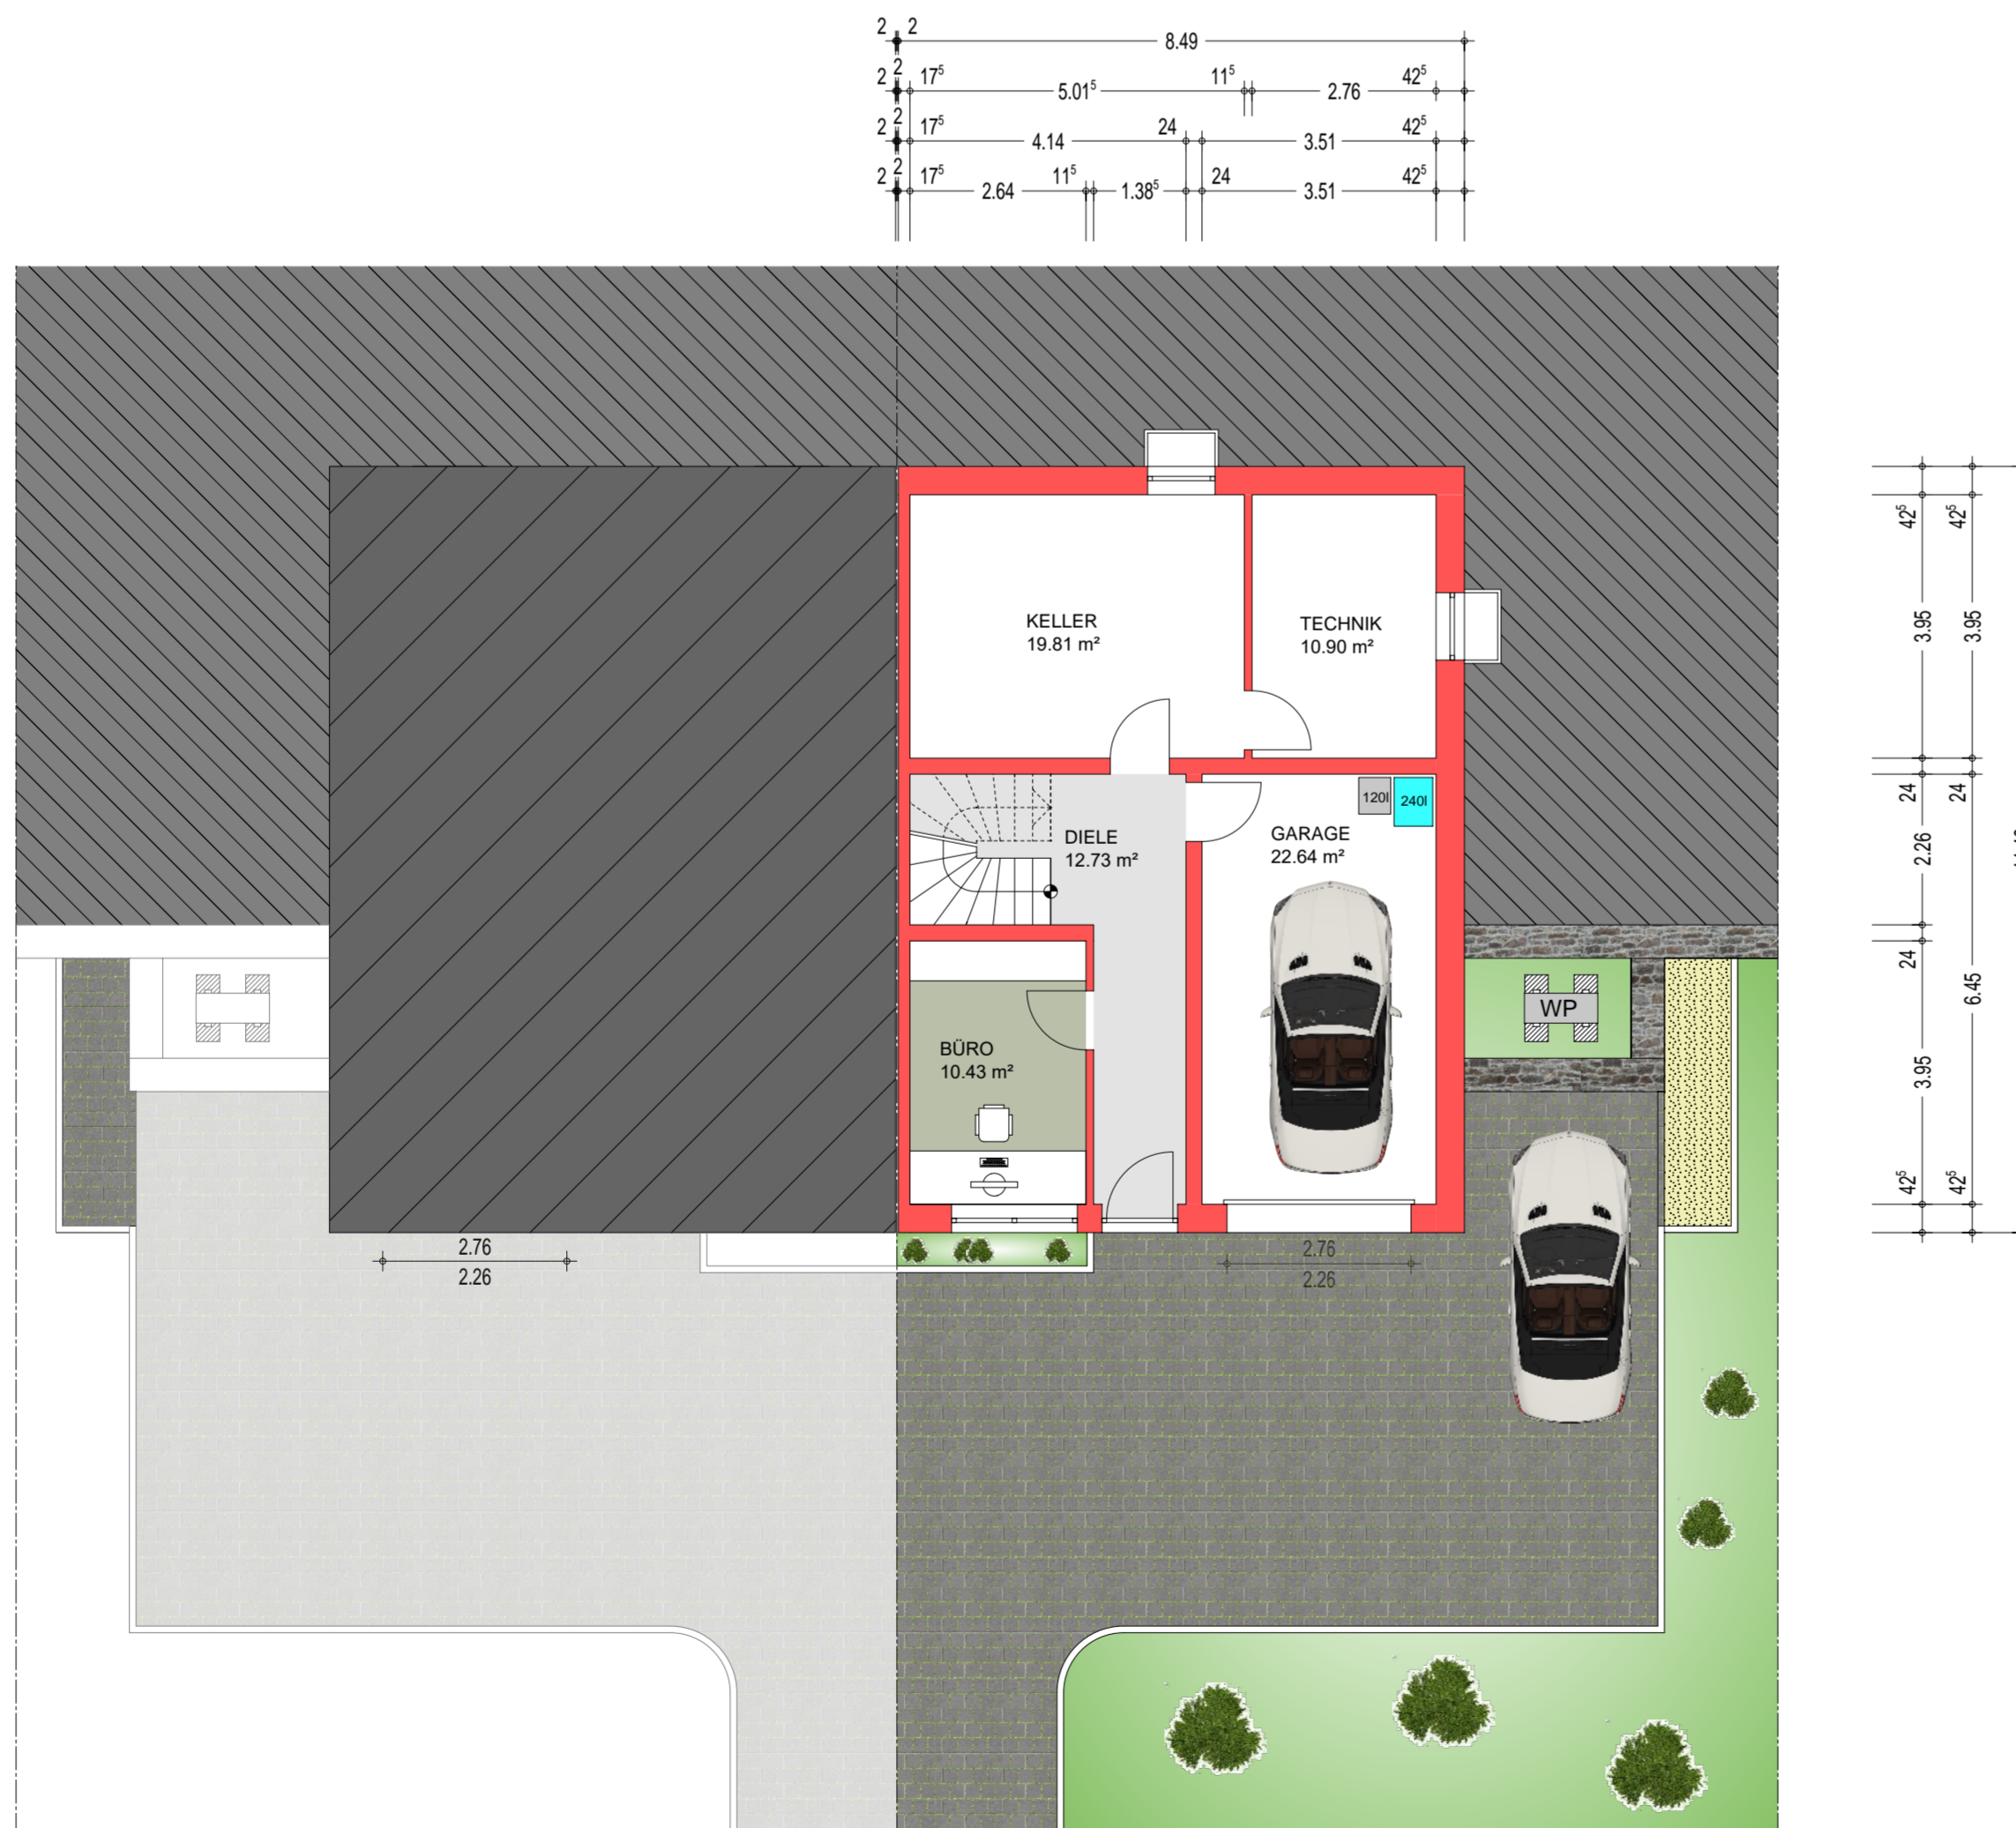 2 2
8.49
2 2 17⁵ 5.01⁵ 11⁵ 2.76 42⁵
2 2 17⁵ 4.14 24 3.51 42⁵
2 2 17⁵ 2.64 11⁵ 1.38⁵ 24 3.51 42⁵
KELLER
19.81 m²
TECHNIK
10.90 m²
42⁵ 42⁵
3.95 3.95
24 24
2.26
24
6.45
3.95
42⁵ 42⁵
120l
240l
DIELE
12.73 m²
GARAGE
22.64 m²
WP
BÜRO
10.43 m²
2.76
2.26
2.76
2.26